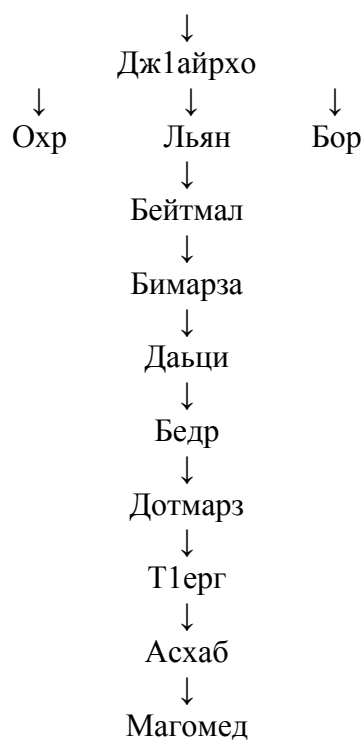 ↓
Дж1айрхо
↓ ↓ ↓
Охр Льян Бор
↓
Бейтмал
↓
Бимарза
↓
Даьци
↓
Бедр
↓
Дотмарз
↓
Т1ерг
↓
Асхаб
↓
Магомед